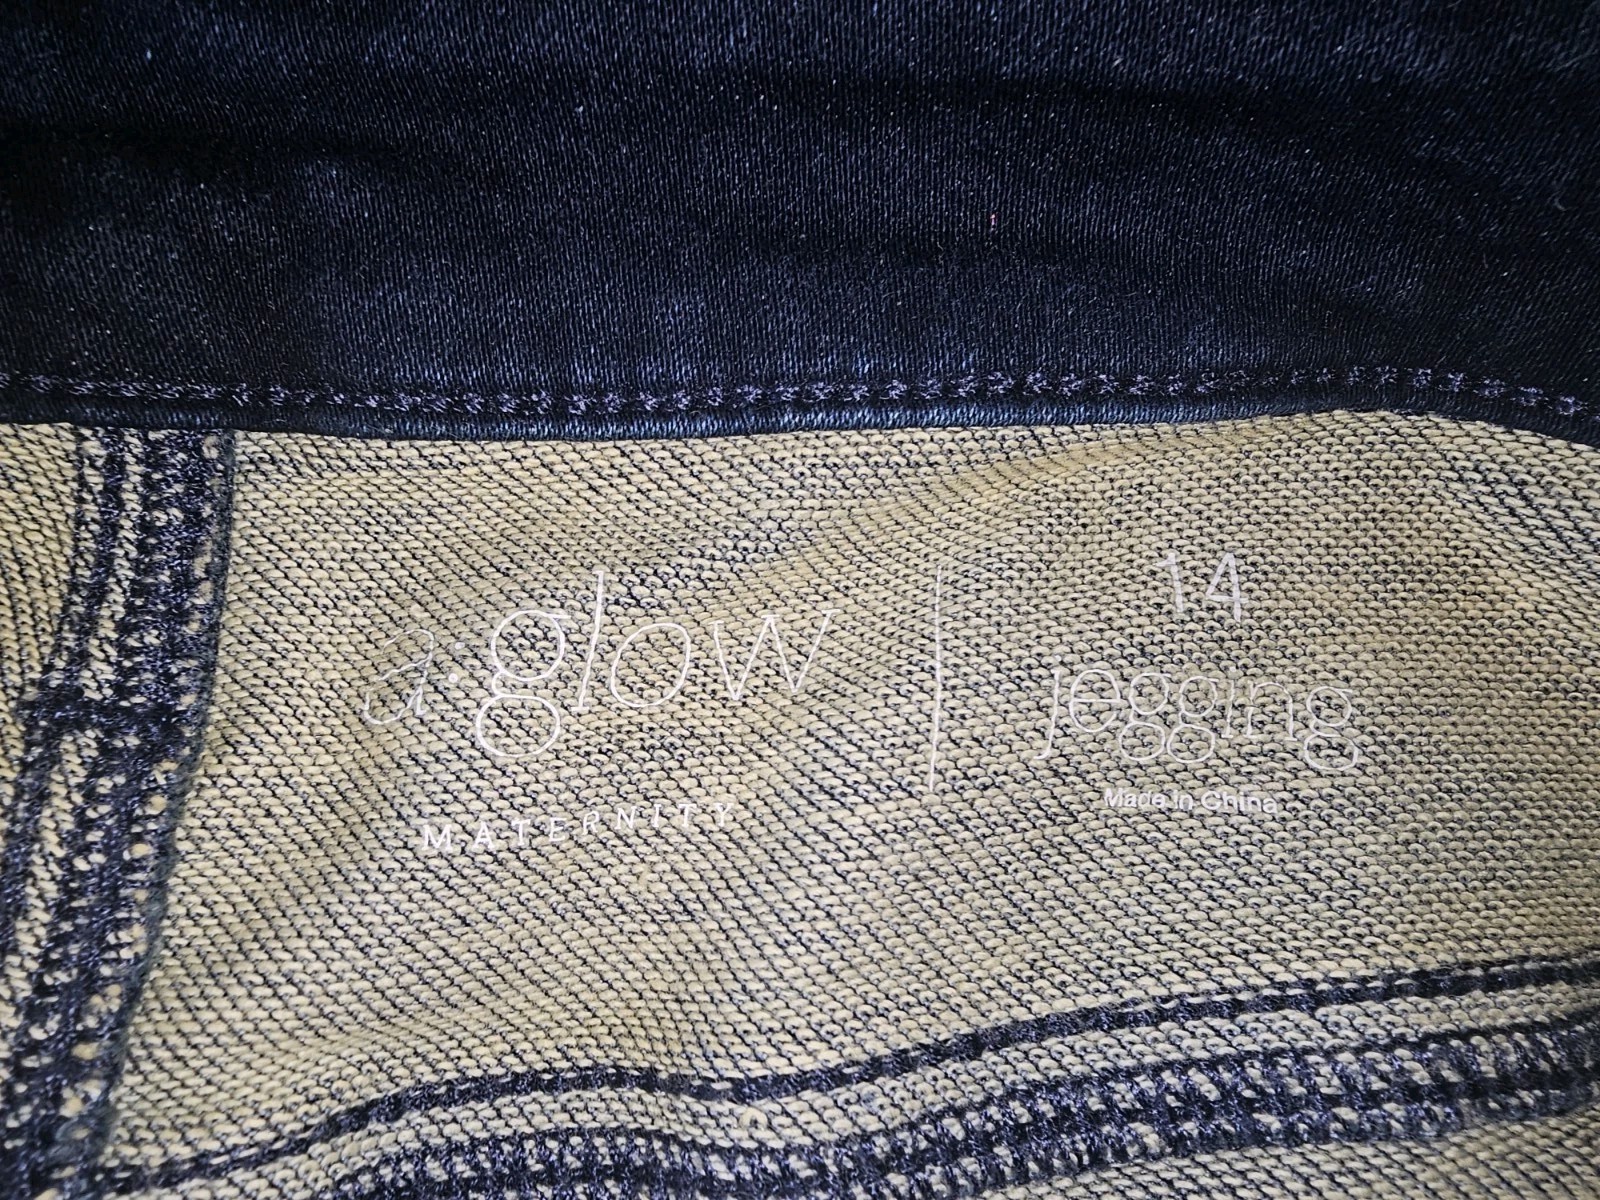 a:glow
MATERNITY
14
jegging
Made in China